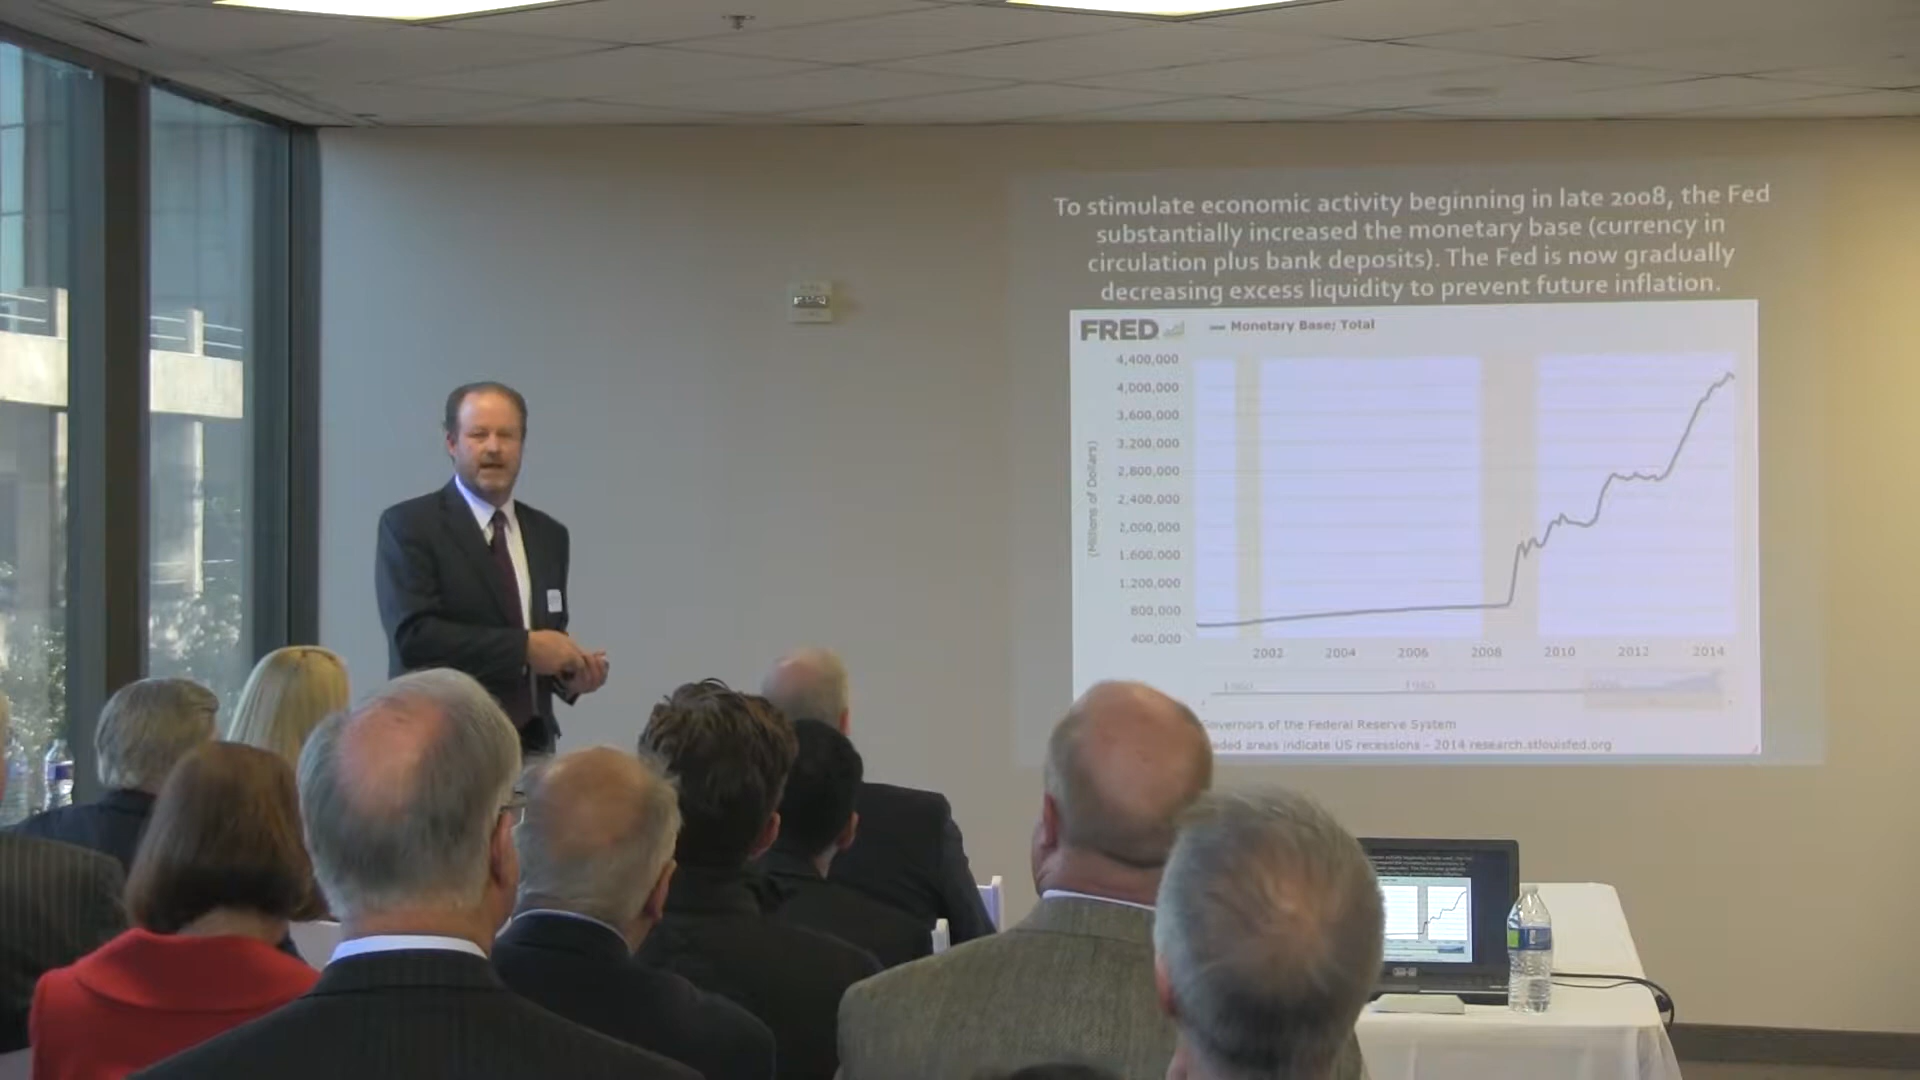 To stimulate economic activity beginning in late 2008, the Fed
substantially increased the monetary base (currency in
circulation plus bank deposits). The Fed is now gradually
decreasing excess liquidity to prevent future inflation.
FRED
Monetary Base; Total
4,400,000
4,000,000
3,600,000
3,200,000
2,800,000
2,400,000
2,000,000
1,600,000
1,200,000
800,000
400,000
(Millions of Dollars)
2002 2004 2006 2008 2010 2012 2014
1960 1980 2000
Governors of the Federal Reserve System
areas indicate US recessions - 2014 research.stlouisfed.org